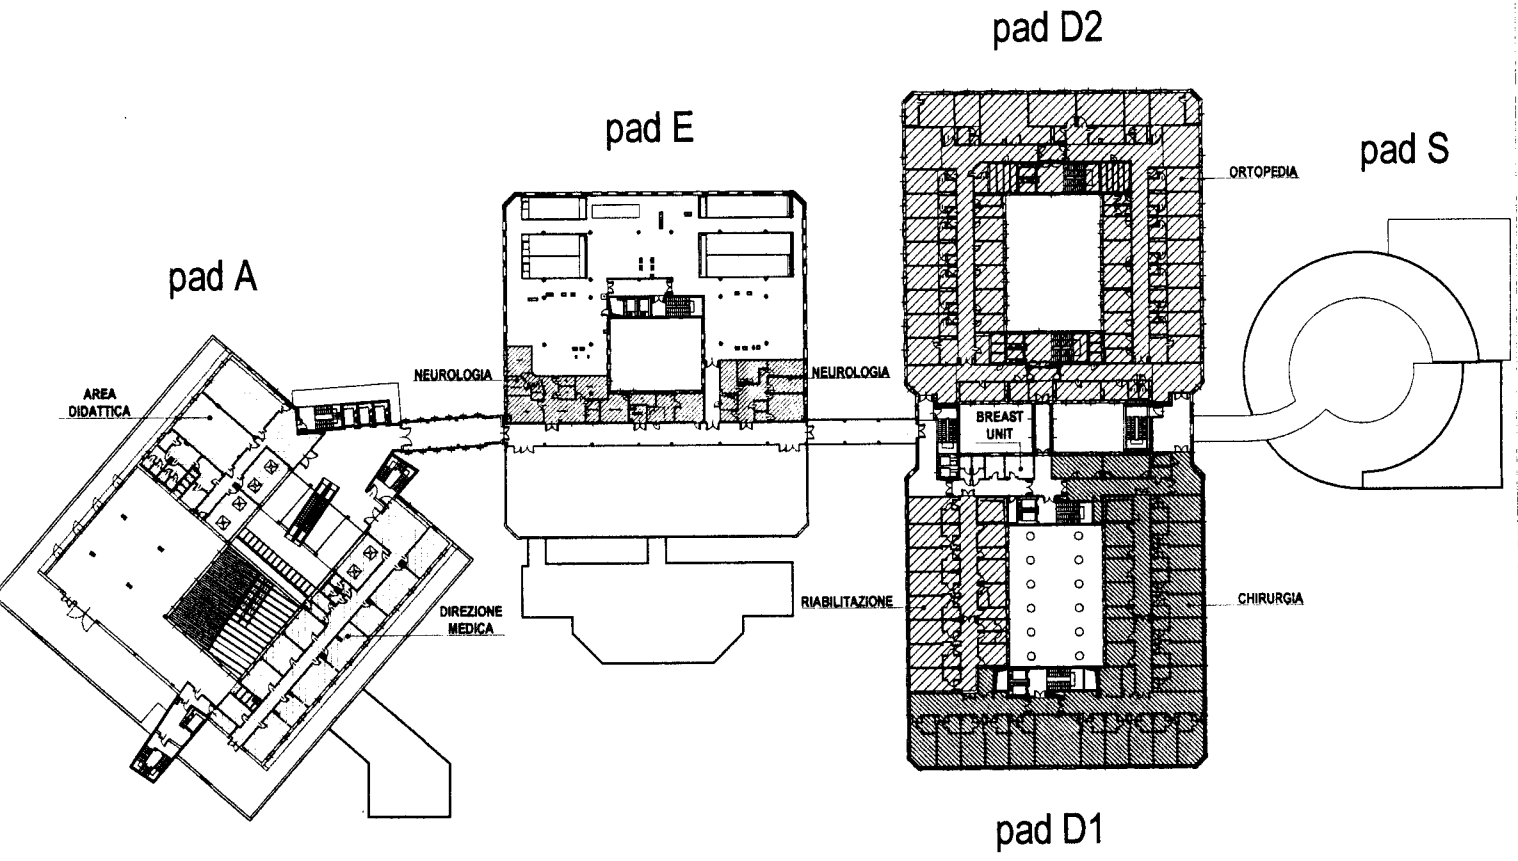 pad D2
pad E
pad S
ORTOPEDIA
pad A
NEUROLOGIA
NEUROLOGIA
AREA
DIDATTICA
BREAST
UNIT
DIREZIONE
MEDICA
RIABILITAZIONE
CHIRURGIA
pad D1